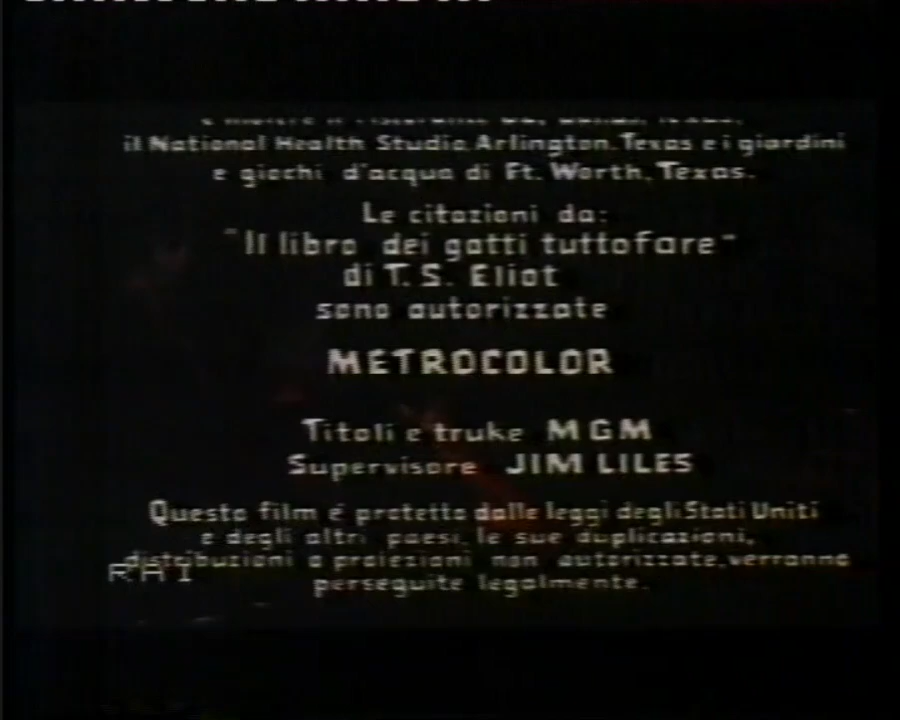 il National Health Studio, Arlington, Texas e i giardini
e giochi d'acqua di Ft. Worth, Texas.
Le citazioni da:
"Il libro dei gatti tuttofare"
di T.S. Eliot
sono autorizzate
METROCOLOR
Titoli e truke MGM
Supervisore JIM LILES
Questo film é protetto dalle leggi degli Stati Uniti
e degli altri paesi, le sue duplicazioni,
distribuzioni o proiezioni non autorizzate, verranno
RAI
perseguite legalmente.